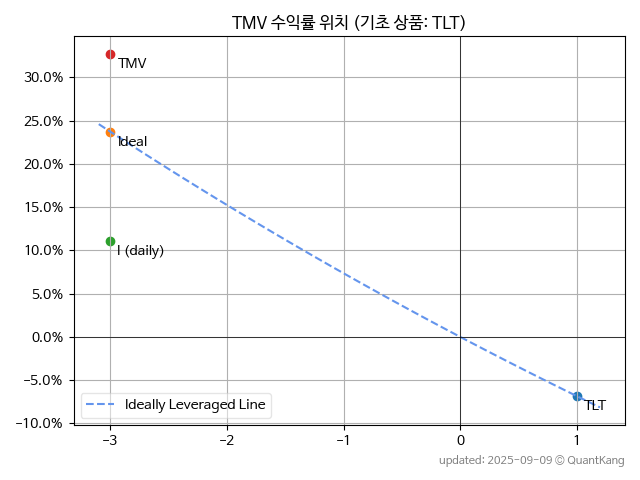 TMV 수익률 위치 (기초 상품: TLT)
30.0%
25.0%
20.0%
15.0%
10.0%
5.0%
0.0%
−5.0%
−10.0%
TMV
Ideal
I (daily)
TLT
Ideally Leveraged Line
−3
−2
−1
0
1
updated: 2025-09-09 © QuantKang